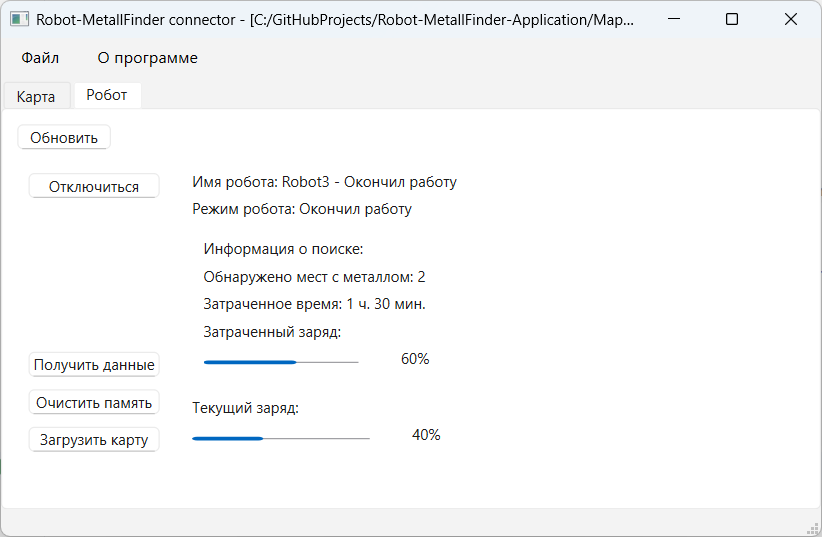 Robot-MetallFinder connector - [C:/GitHubProjects/Robot-MetallFinder-Application/Map...
Файл О программе
Карта Робот
Обновить
Отключиться
Имя робота: Robot3 - Окончил работу
Режим робота: Окончил работу
Информация о поиске:
Обнаружено мест с металлом: 2
Затраченное время: 1 ч. 30 мин.
Затраченный заряд:
60%
Получить данные
Очистить память
Загрузить карту
Текущий заряд:
40%